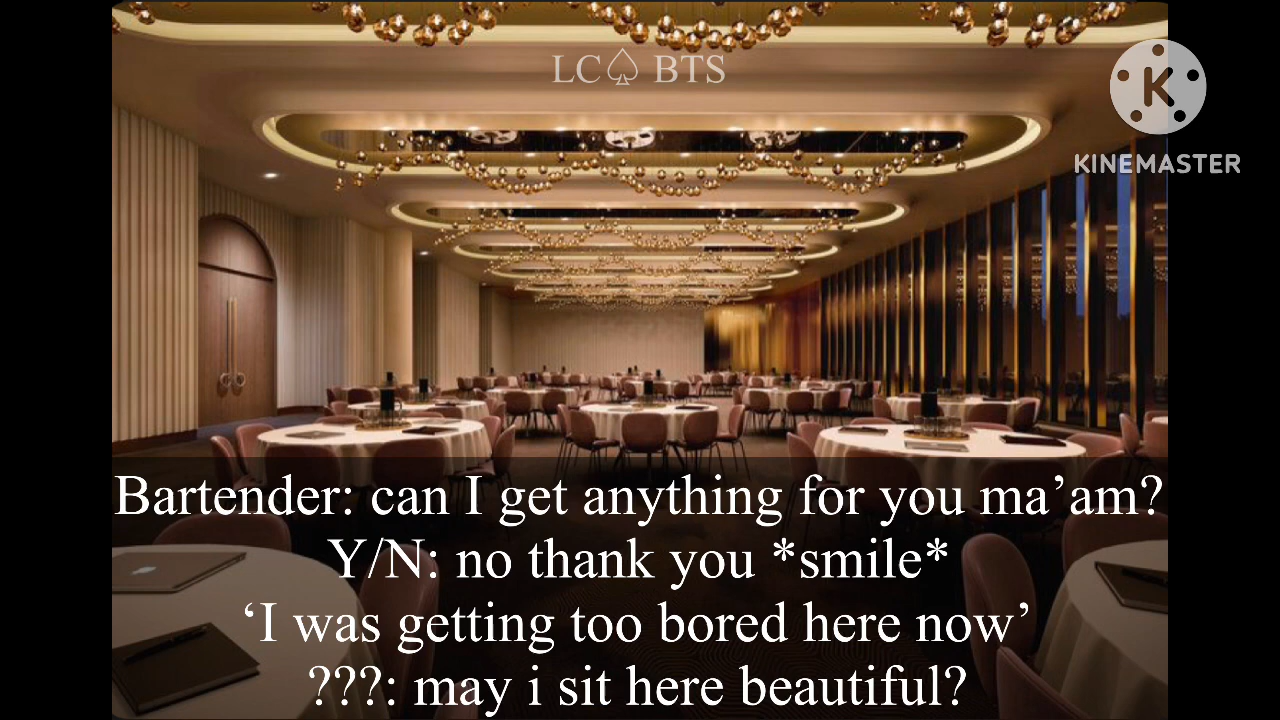 LC♤ BTS
K
KINEMASTER
Bartender: can I get anything for you ma’am?
Y/N: no thank you *smile*
‘I was getting too bored here now’
???: may i sit here beautiful?